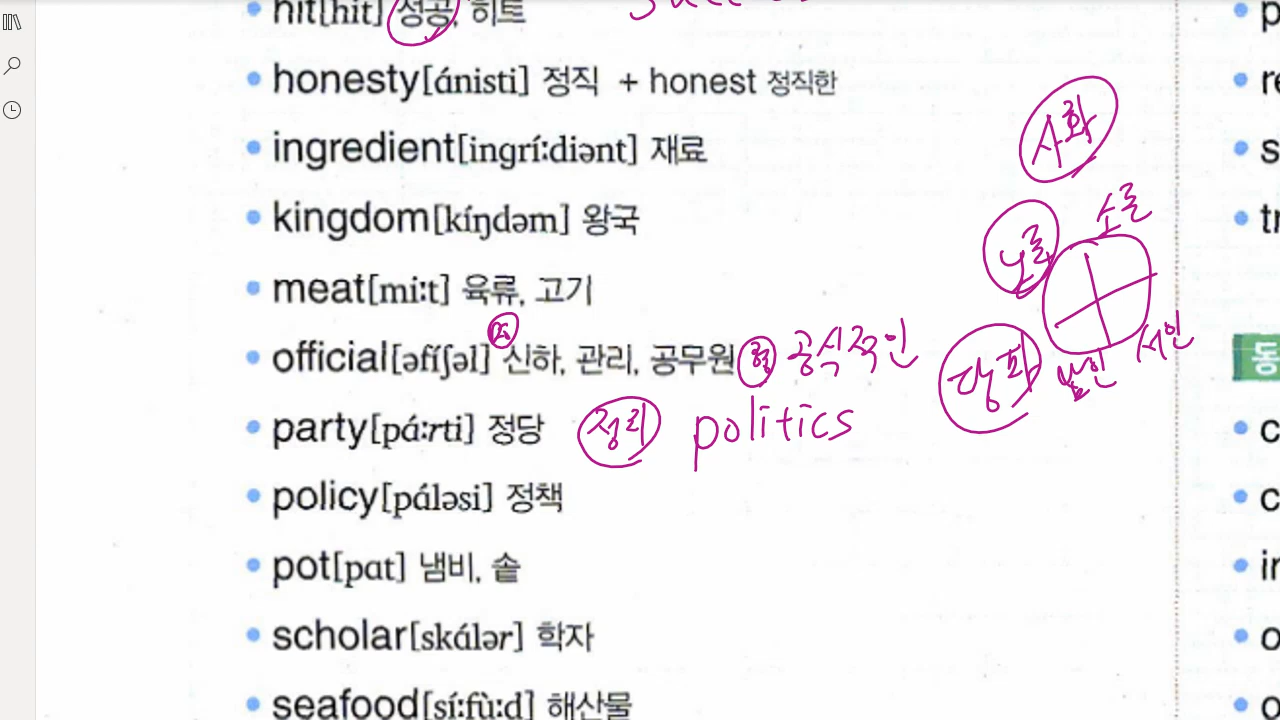 hit[hit] 성공, 히트
honesty[ánisti] 정직 + honest 정직한
사화
ingredient[ingríːdiənt] 재료
kingdom[kíŋdəm] 왕국
소론
노론
meat[miːt] 육류, 고기
official[əfíʃəl] 신하, 관리, 공무원 형 공식적인
서인
당파
남인
party[páːrti] 정당 정치 politics
policy[páləsi] 정책
pot[pat] 냄비, 솥
scholar[skálər] 학자
seafood[síːfùːd] 해산물
동